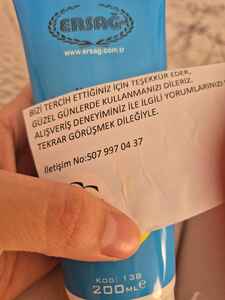 ERSAĞ
www.ersag.com.tr
BİZİ TERCİH ETTİĞİNİZ İÇİN TEŞEKKÜR EDER,
GÜZEL GÜNLERDE KULLANMANIZI DİLERİZ.
ALIŞVERİŞ DENEYİMİNİZ İLE İLGİLİ YORUMLARINIZI
TEKRAR GÖRÜŞMEK DİLEĞİYLE.
İletişim No:507 997 04 37
KOD: 138
200ML e